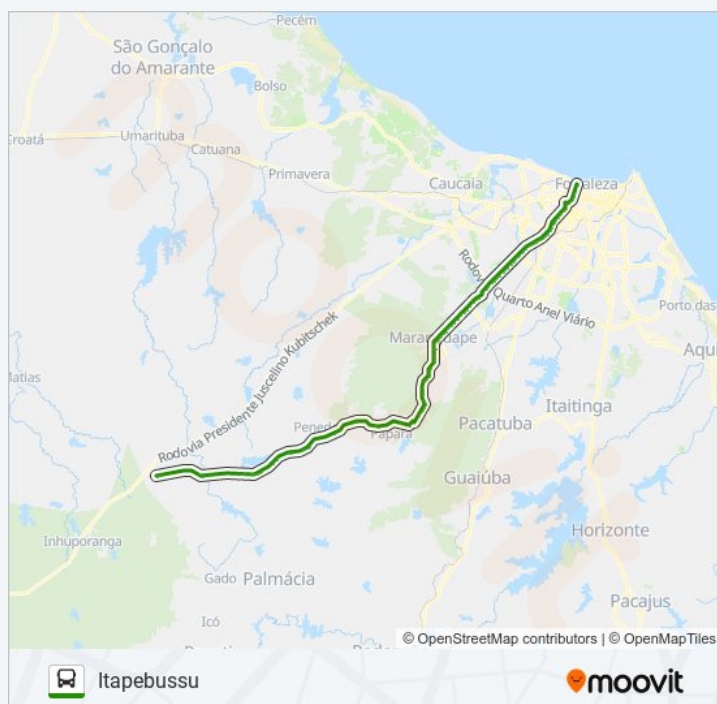 Pecém
São Gonçalo
do Amarante
Bolso
Croatá
Umarituba
Catuana
Primavera
Caucaia
Fortaleza
Rodovia Quarto Anel Viário
Porto das
Maranguape
Aqui
Rodovia Presidente Juscelino Kubitschek
Itaitinga
Penedo
Papara
Pacatuba
Guaiúba
Inhuporanga
Horizonte
Gado
Palmácia
Icó
Pacajus
© OpenStreetMap contributors | © OpenMapTiles
Itapebussu
moovit